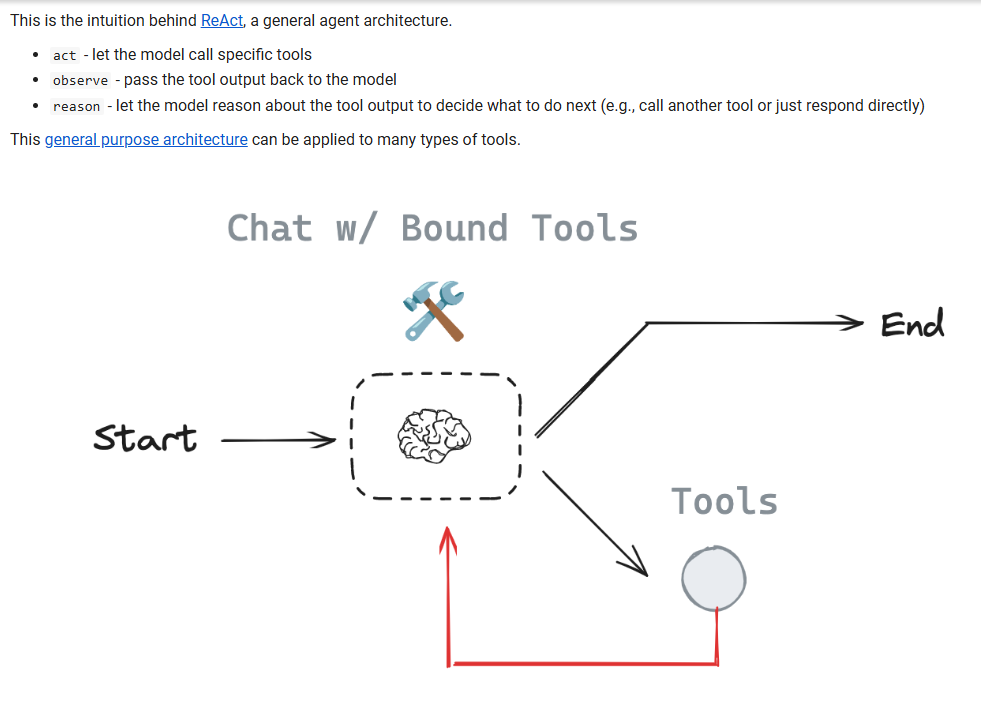 This is the intuition behind ReAct, a general agent architecture.
• act - let the model call specific tools
• observe - pass the tool output back to the model
• reason - let the model reason about the tool output to decide what to do next (e.g., call another tool or just respond directly)
This general purpose architecture can be applied to many types of tools.
Chat w/ Bound Tools
End
Start
Tools